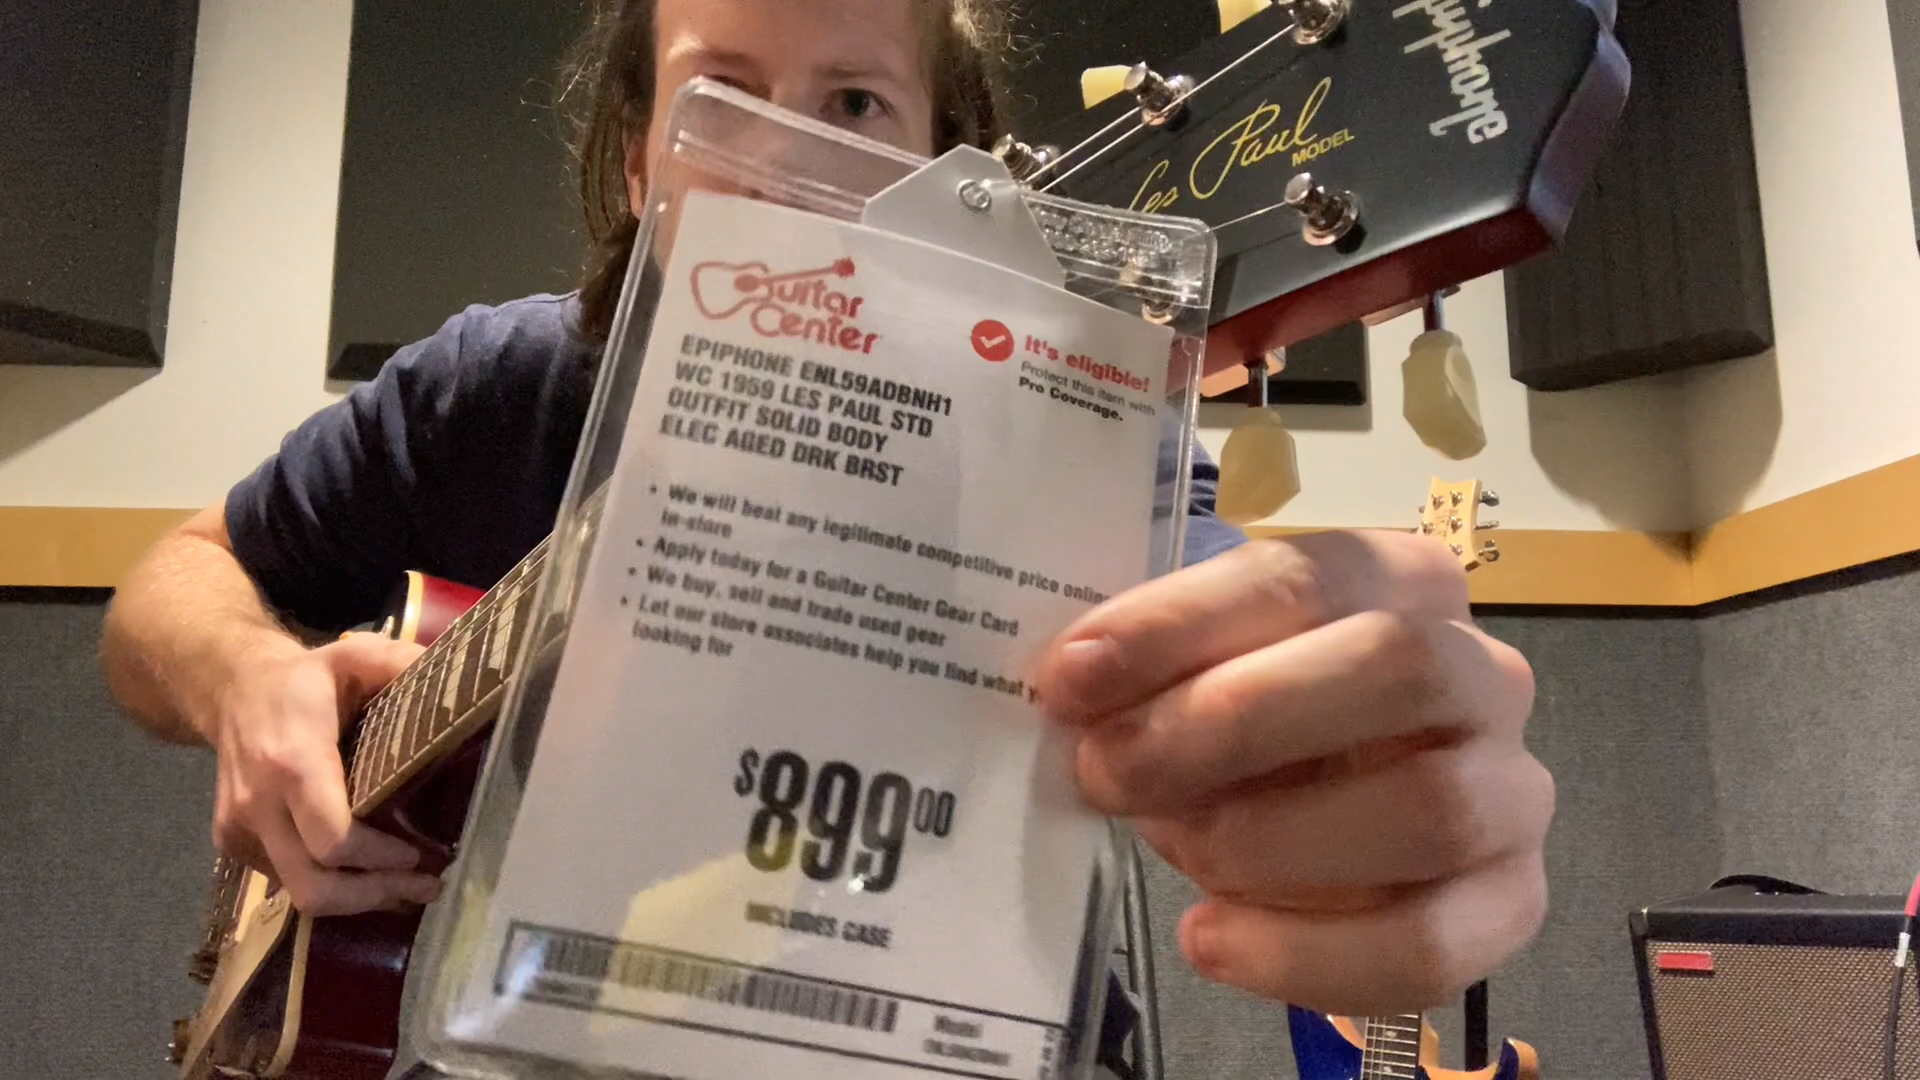 Epiphone
Les Paul
MODEL
Guitar
Center
It's eligible!
Protect this item with
Pro Coverage.
EPIPHONE ENL59ADBNH1
WC 1959 LES PAUL STD
OUTFIT SOLID BODY
ELEC AGED DRK BRST
• We will beat any legitimate competitive price online
in-store
• Apply today for a Guitar Center Gear Card
• We buy, sell and trade used gear
• Let our store associates help you find what
looking for
$899.00
INCLUDES CASE
Model